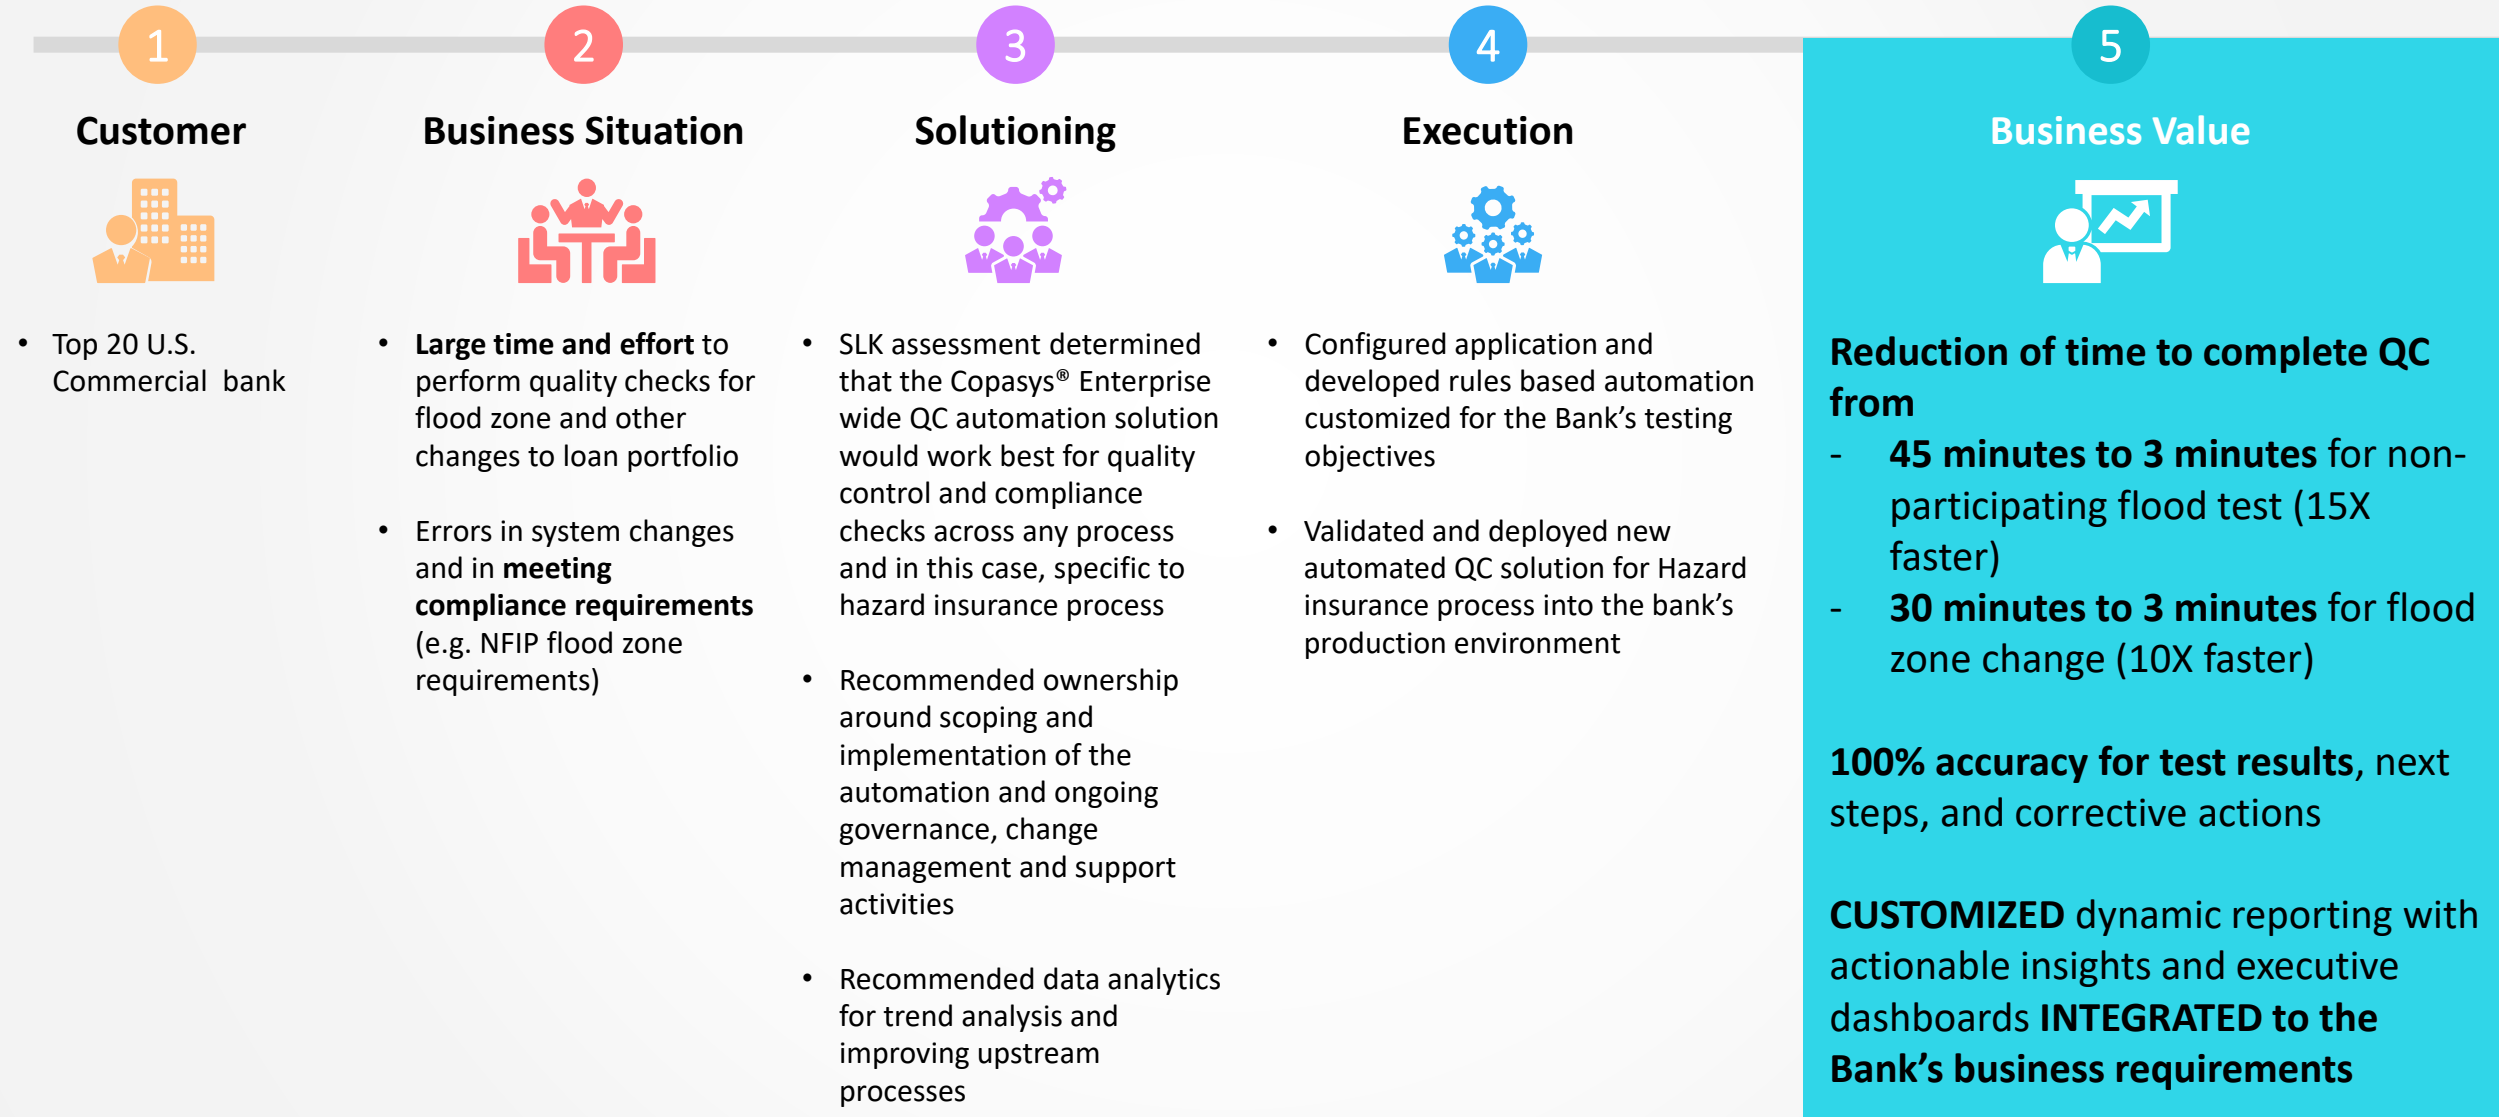 1
Customer
• Top 20 U.S.
Commercial bank
2
Business Situation
• Large time and effort to
perform quality checks for
flood zone and other
changes to loan portfolio
• Errors in system changes
and in meeting
compliance requirements
(e.g. NFIP flood zone
requirements)
3
Solutioning
• SLK assessment determined
that the Copasys® Enterprise
wide QC automation solution
would work best for quality
control and compliance
checks across any process
and in this case, specific to
hazard insurance process
• Recommended ownership
around scoping and
implementation of the
automation and ongoing
governance, change
management and support
activities
• Recommended data analytics
for trend analysis and
improving upstream
processes
4
Execution
• Configured application and
developed rules based automation
customized for the Bank’s testing
objectives
• Validated and deployed new
automated QC solution for Hazard
insurance process into the bank’s
production environment
5
Business Value
Reduction of time to complete QC
from
- 45 minutes to 3 minutes for non-
participating flood test (15X
faster)
- 30 minutes to 3 minutes for flood
zone change (10X faster)
100% accuracy for test results, next
steps, and corrective actions
CUSTOMIZED dynamic reporting with
actionable insights and executive
dashboards INTEGRATED to the
Bank’s business requirements